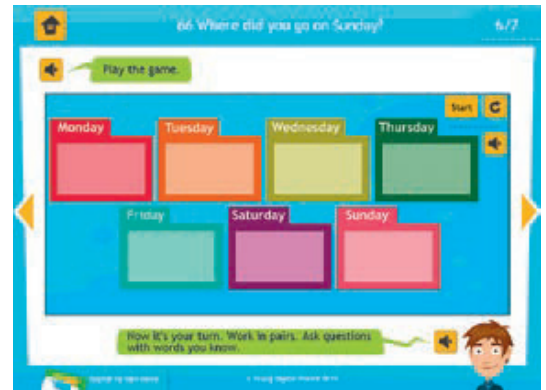 66 Where did you go on Sunday?
6/7
Play the game.
Start
Monday
Tuesday
Wednesday
Thursday
Friday
Saturday
Sunday
Now it's your turn. Work in pairs. Ask questions
with words you know.